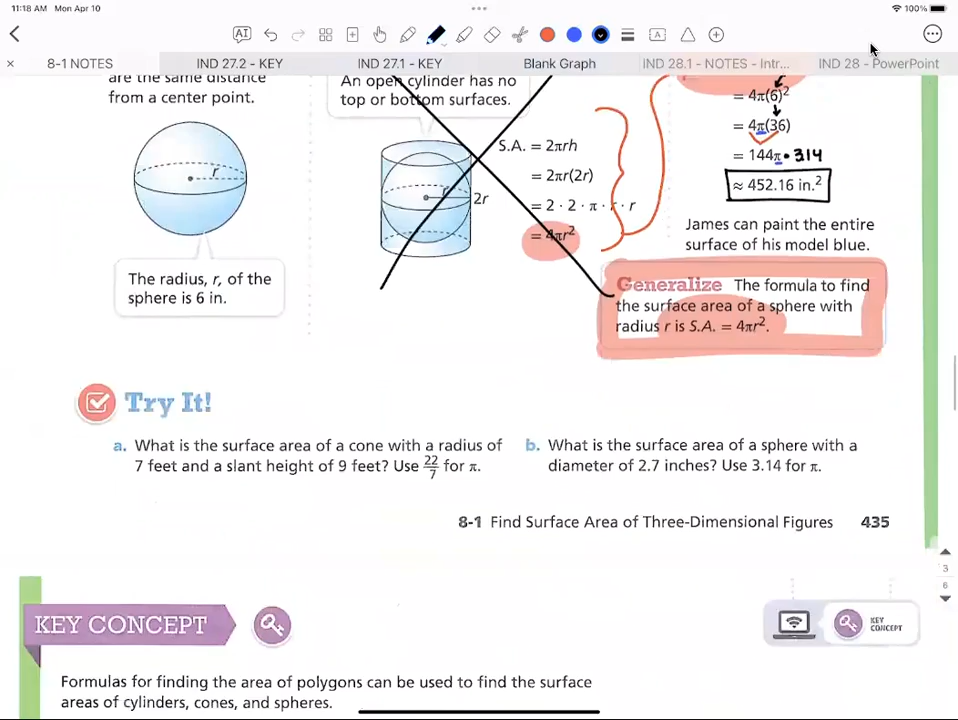 11:18 AM Mon Apr 10
100%
AI
A
× 8-1 NOTES
IND 27.2 - KEY
IND 27.1 - KEY
Blank Graph
IND 28.1 - NOTES - Intr...
IND 28 - PowerPoint
are the same distance
from a center point.
r
The radius, r, of the
sphere is 6 in.
An open cylinder has no
top or bottom surfaces.
r
2r
S.A. = 2πrh
= 2πr(2r)
= 2 · 2 · π · r · r
= 4πr²
= 4π(6)²
= 4π(36)
= 144π • 3.14
≈ 452.16 in.²
James can paint the entire
surface of his model blue.
Generalize The formula to find
the surface area of a sphere with
radius r is S.A. = 4πr².
Try It!
a. What is the surface area of a cone with a radius of
7 feet and a slant height of 9 feet? Use 22/7 for π.
b. What is the surface area of a sphere with a
diameter of 2.7 inches? Use 3.14 for π.
8-1 Find Surface Area of Three-Dimensional Figures 435
3
6
KEY CONCEPT
KEY
CONCEPT
Formulas for finding the area of polygons can be used to find the surface
areas of cylinders, cones, and spheres.